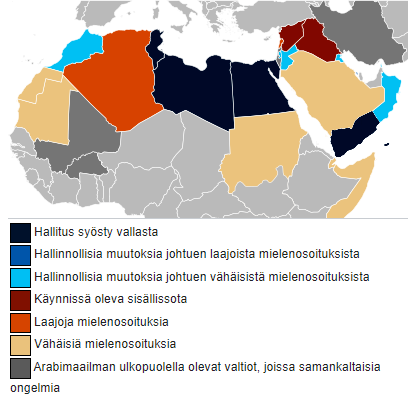 Hallitus syösty vallasta
Hallinnollisia muutoksia johtuen laajoista mielenosoituksista
Hallinnollisia muutoksia johtuen vähäisistä mielenosoituksista
Käynnissä oleva sisällissota
Laajoja mielenosoituksia
Vähäisiä mielenosoituksia
Arabimaailman ulkopuolella olevat valtiot, joissa samankaltaisia
ongelmia